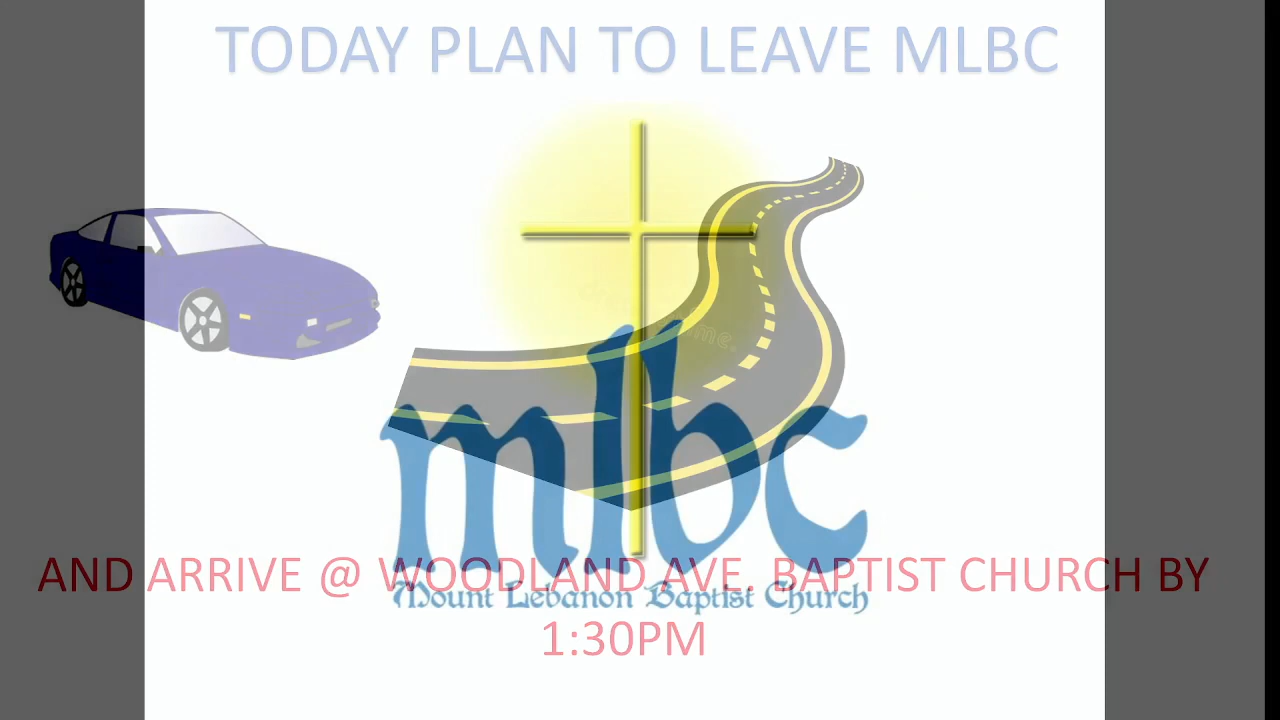 TODAY PLAN TO LEAVE MLBC
mlbc
AND ARRIVE @ WOODLAND AVE. BAPTIST CHURCH BY
Mount Lebanon Baptist Church
1:30PM